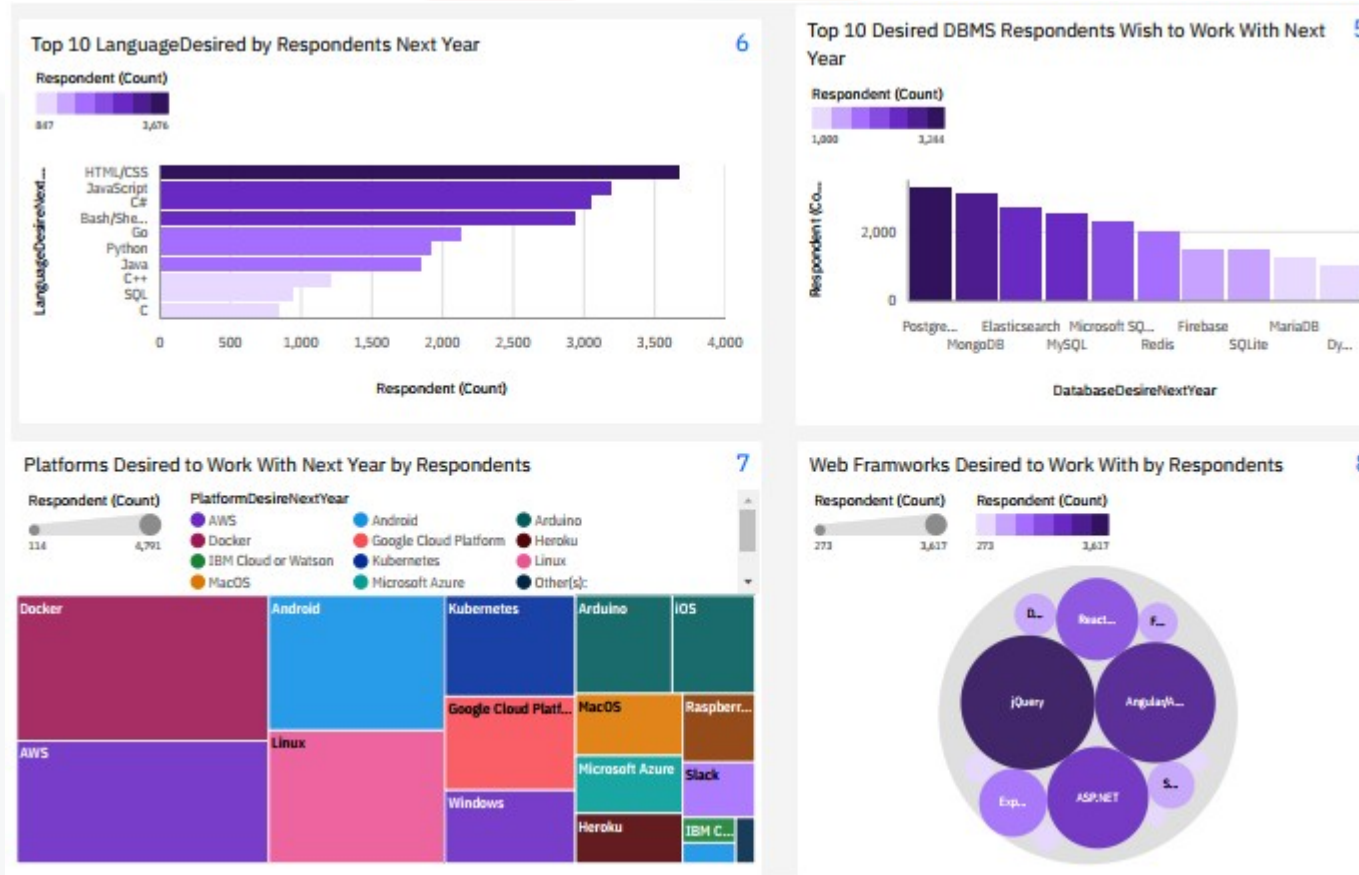 Top 10 LanguageDesired by Respondents Next Year
6
Respondent (Count)
847
3,676
LanguageDesireNext...
HTML/CSS
JavaScript
C#
Bash/She...
Go
Python
Java
C++
SQL
C
0
500
1,000
1,500
2,000
2,500
3,000
3,500
4,000
Respondent (Count)
Top 10 Desired DBMS Respondents Wish to Work With Next
Year
5
Respondent (Count)
1,000
3,244
Respondent (Co...
2,000
0
Postgre...
MongoDB
Elasticsearch
MySQL
Microsoft SQ...
Redis
Firebase
SQLite
MariaDB
Dy...
DatabaseDesireNextYear
Platforms Desired to Work With Next Year by Respondents
7
Respondent (Count)
114
4,791
PlatformDesireNextYear
AWS
Android
Arduino
Docker
Google Cloud Platform
Heroku
IBM Cloud or Watson
Kubernetes
Linux
MacOS
Microsoft Azure
Other(s):
Docker
Android
Kubernetes
Arduino
iOS
Google Cloud Platf...
MacOS
Raspberr...
AWS
Linux
Microsoft Azure
Slack
Windows
Heroku
IBM C...
Web Framworks Desired to Work With by Respondents
8
Respondent (Count)
273
3,617
Respondent (Count)
273
3,617
D...
React...
F...
jQuery
Angular/A...
Exp...
ASP.NET
S...